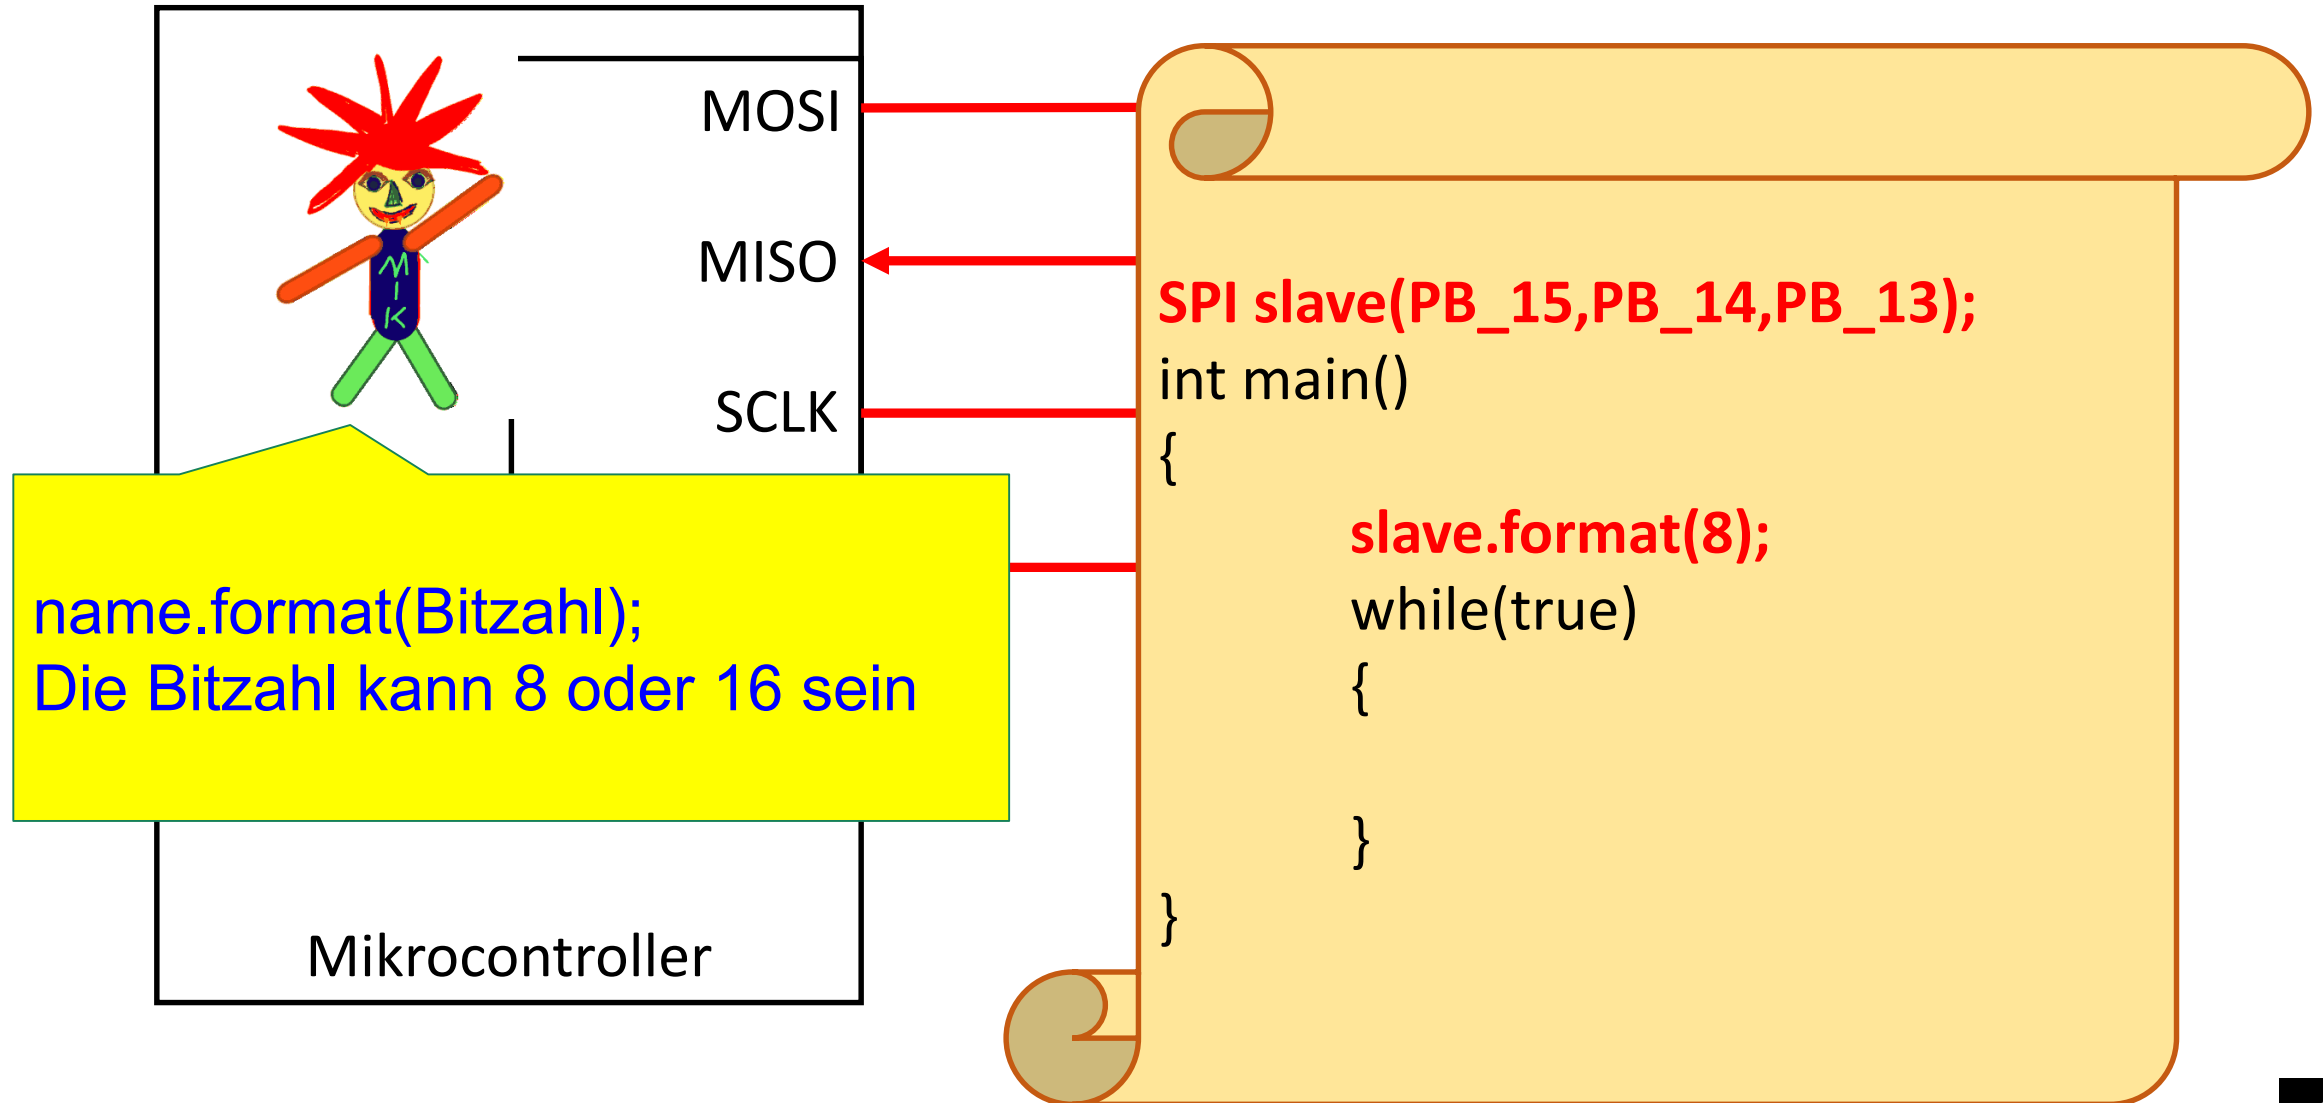 MOSI
MISO
SCLK
MIK
name.format(Bitzahl);
Die Bitzahl kann 8 oder 16 sein
Mikrocontroller
SPI slave(PB_15,PB_14,PB_13);
int main()
{
slave.format(8);
while(true)
{
}
}